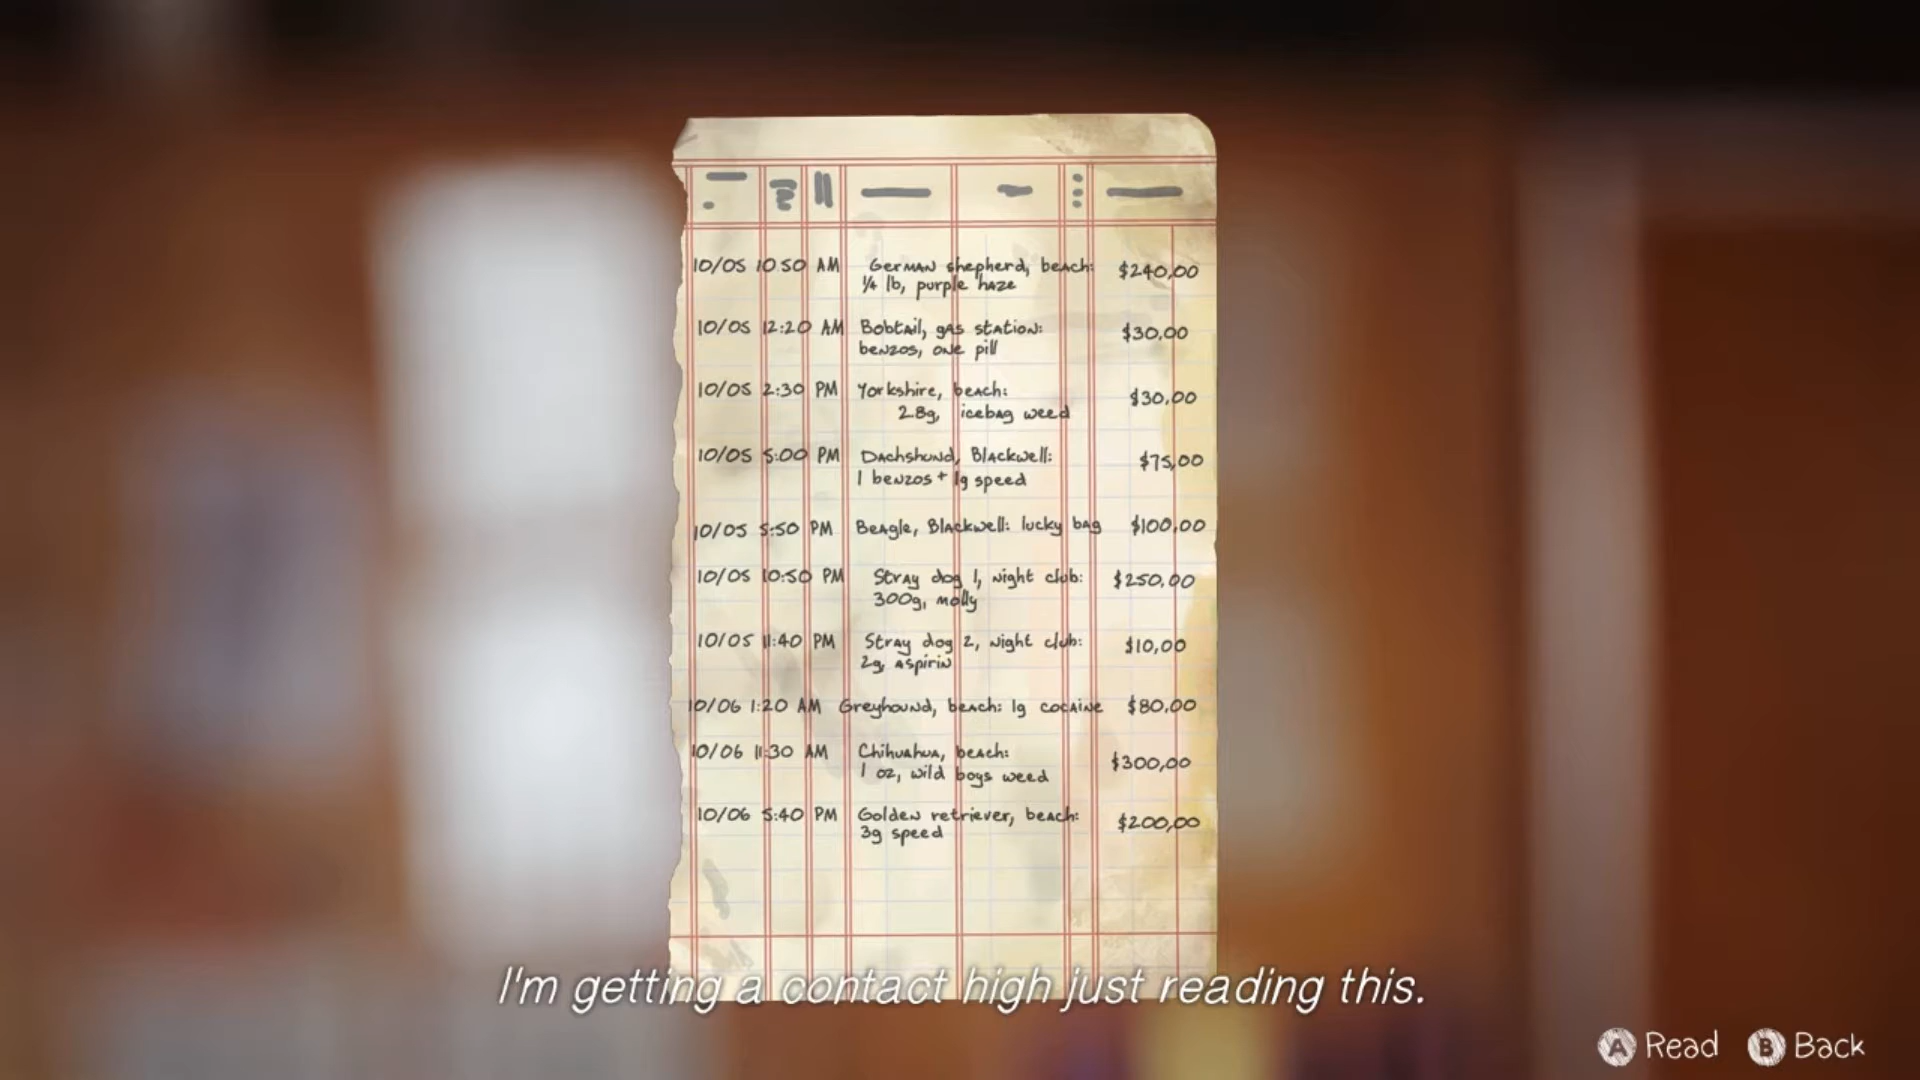 10/05 10:50 AM German shepherd, beach: $240,00
1/4 lb, purple haze
10/05 12:20 AM Bobtail, gas station: $30,00
benzos, one pill
10/05 2:30 PM Yorkshire, beach: $30,00
2.8g, icebag weed
10/05 5:00 PM Dachshund, Blackwell: $75,00
1 benzos + 1g speed
10/05 5:50 PM Beagle, Blackwell: lucky bag $100,00
10/05 10:50 PM Stray dog 1, night club: $250,00
300g, molly
10/05 11:40 PM Stray dog 2, night club: $10,00
2g, aspirin
10/06 1:20 AM Greyhound, beach: 1g cocaine $80,00
10/06 11:30 AM Chihuahua, beach: $300,00
1 oz, wild boys weed
10/06 5:40 PM Golden retriever, beach: $200,00
3g speed
I'm getting a contact high just reading this.
A Read B Back